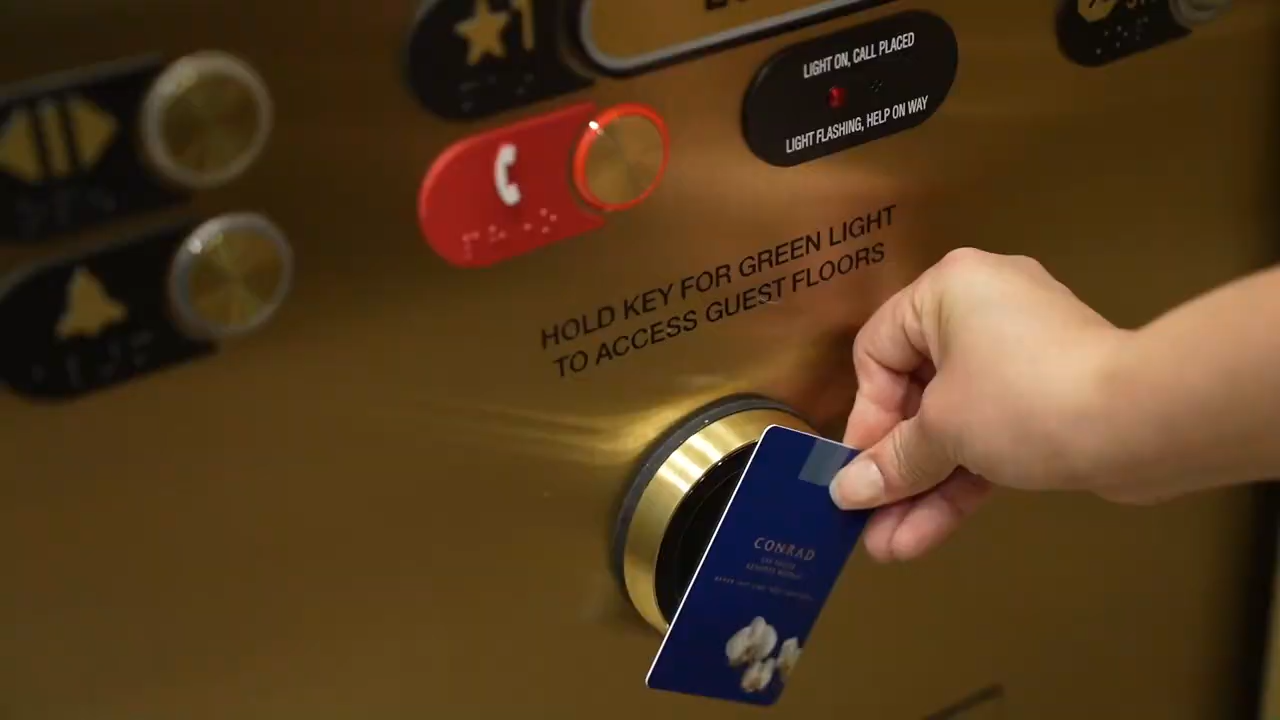 ★1
LIGHT ON, CALL PLACED
LIGHT FLASHING, HELP ON WAY
HOLD KEY FOR GREEN LIGHT
TO ACCESS GUEST FLOORS
CONRAD